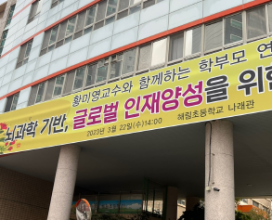 황미영교수와 함께하는 학부모 연
뇌과학 기반, 글로벌 인재양성을 위한
2023년 3월 22일(수)14:00 해림초등학교 나래관